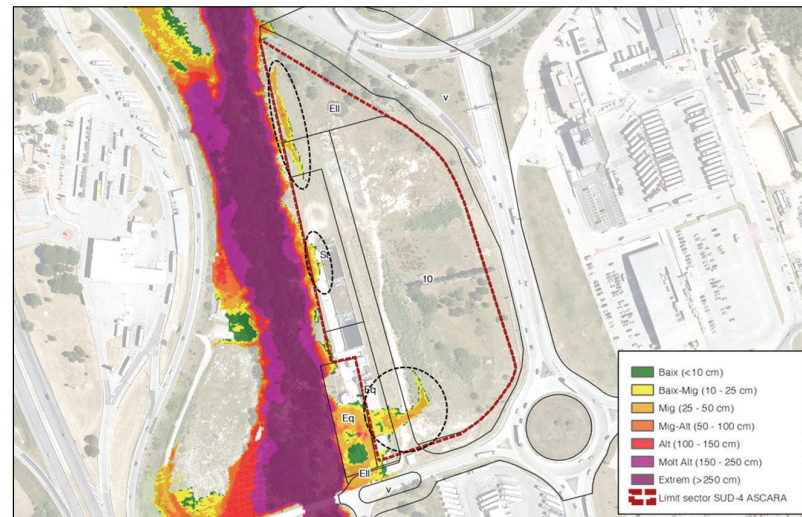 v
Ell
St
10
Eq
Eq
Ell
v
Baix (<10 cm)
Baix-Mig (10 - 25 cm)
Mig (25 - 50 cm)
Mig-Alt (50 - 100 cm)
Alt (100 - 150 cm)
Molt Alt (150 - 250 cm)
Extrem (>250 cm)
Límit sector SUD-4 ASCARA